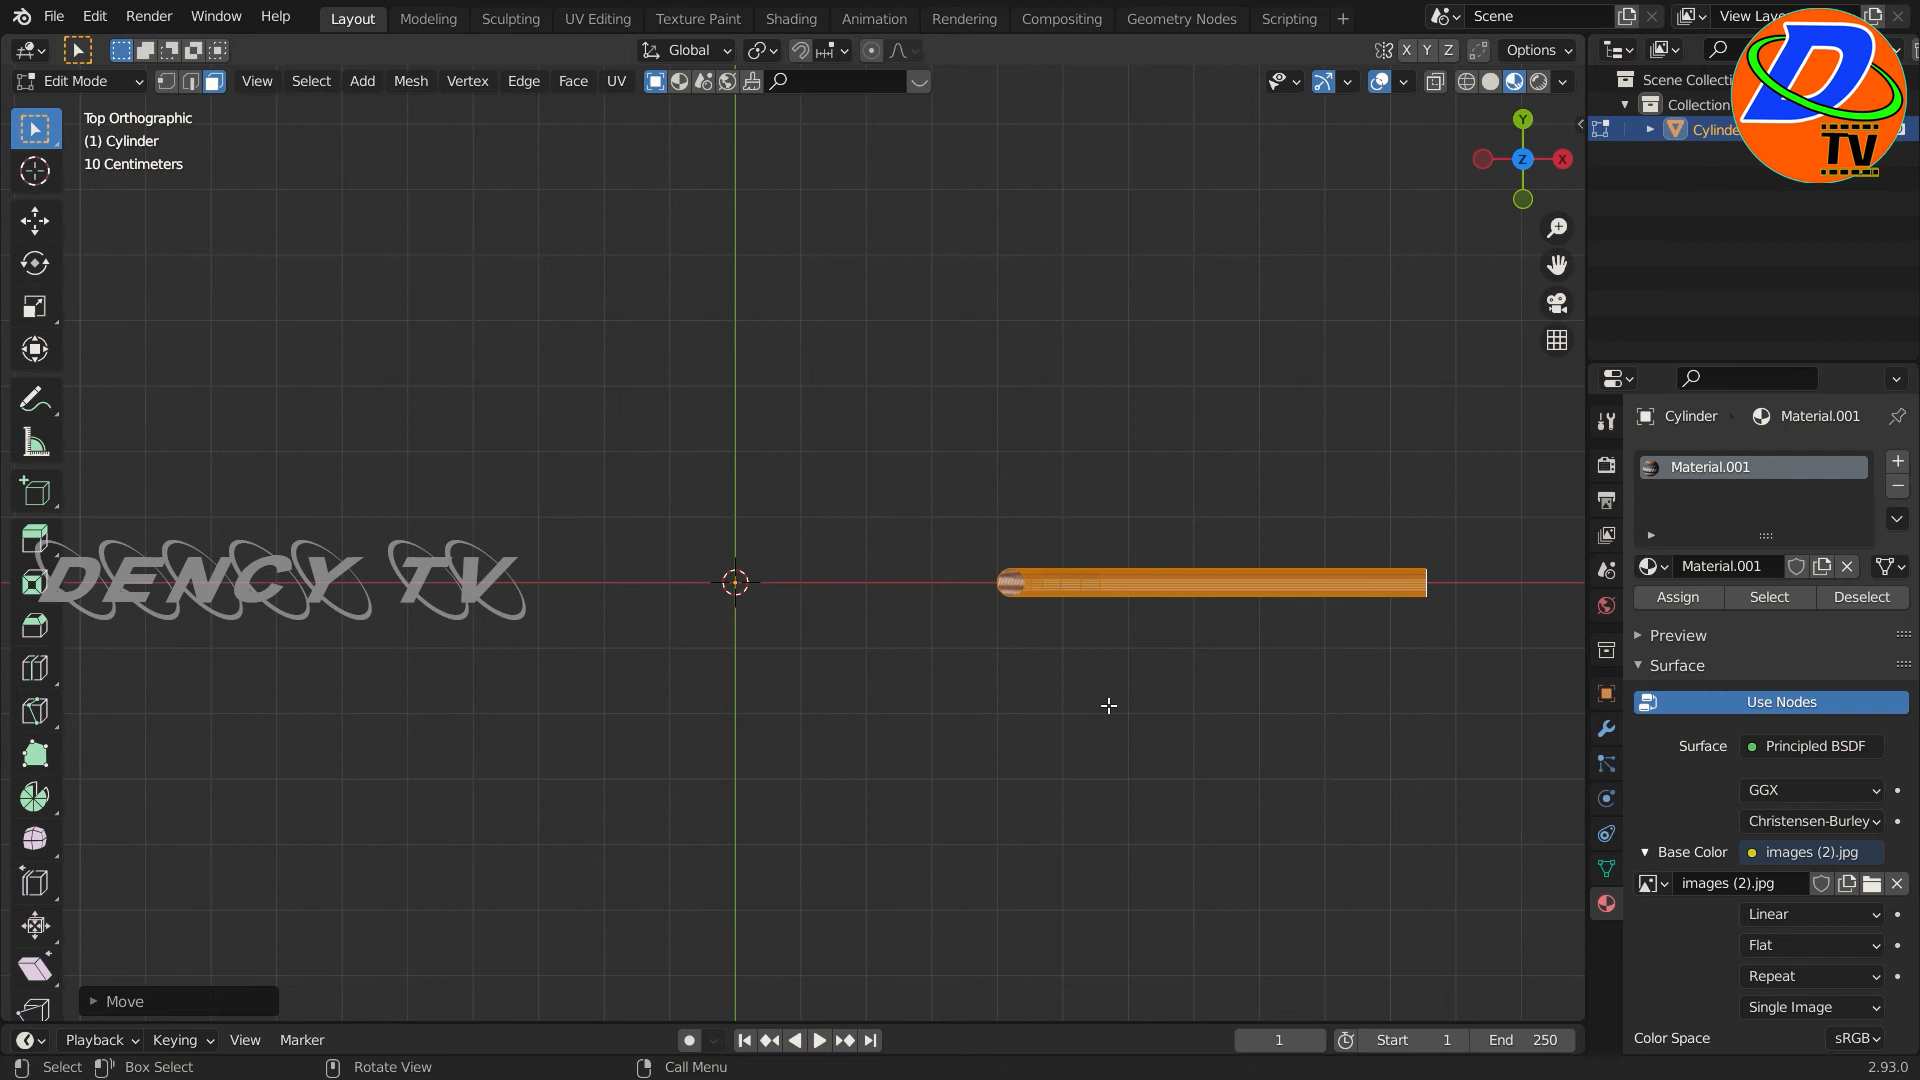 File Edit Render Window Help Layout Modeling Sculpting UV Editing Texture Paint Shading Animation Rendering Compositing Geometry Nodes Scripting + Scene View Laye
Global X Y Z Options
Edit Mode View Select Add Mesh Vertex Edge Face UV
Scene Collecti
Collection
Cylinde
D
TV
Top Orthographic
(1) Cylinder
10 Centimeters
Y
Z
X
DENCY TV
Cylinder Material.001
Material.001
Material.001
Assign Select Deselect
Preview
Surface
Use Nodes
Surface Principled BSDF
GGX
Christensen-Burley
Base Color images (2).jpg
images (2).jpg
Linear
Flat
Repeat
Single Image
Color Space sRGB
Move
Playback Keying View Marker 1 Start 1 End 250
Select Box Select Rotate View Call Menu 2.93.0